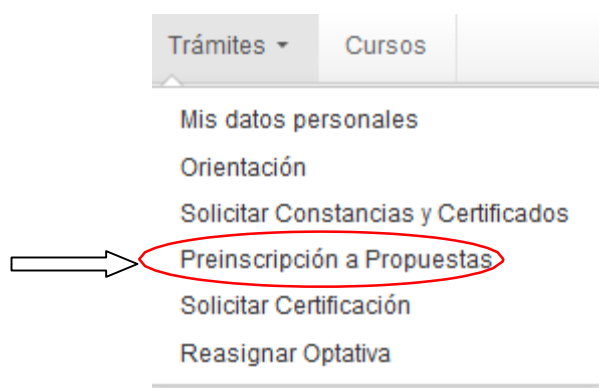 Trámites Cursos
Mis datos personales
Orientación
Solicitar Constancias y Certificados
Preinscripción a Propuestas
Solicitar Certificación
Reasignar Optativa